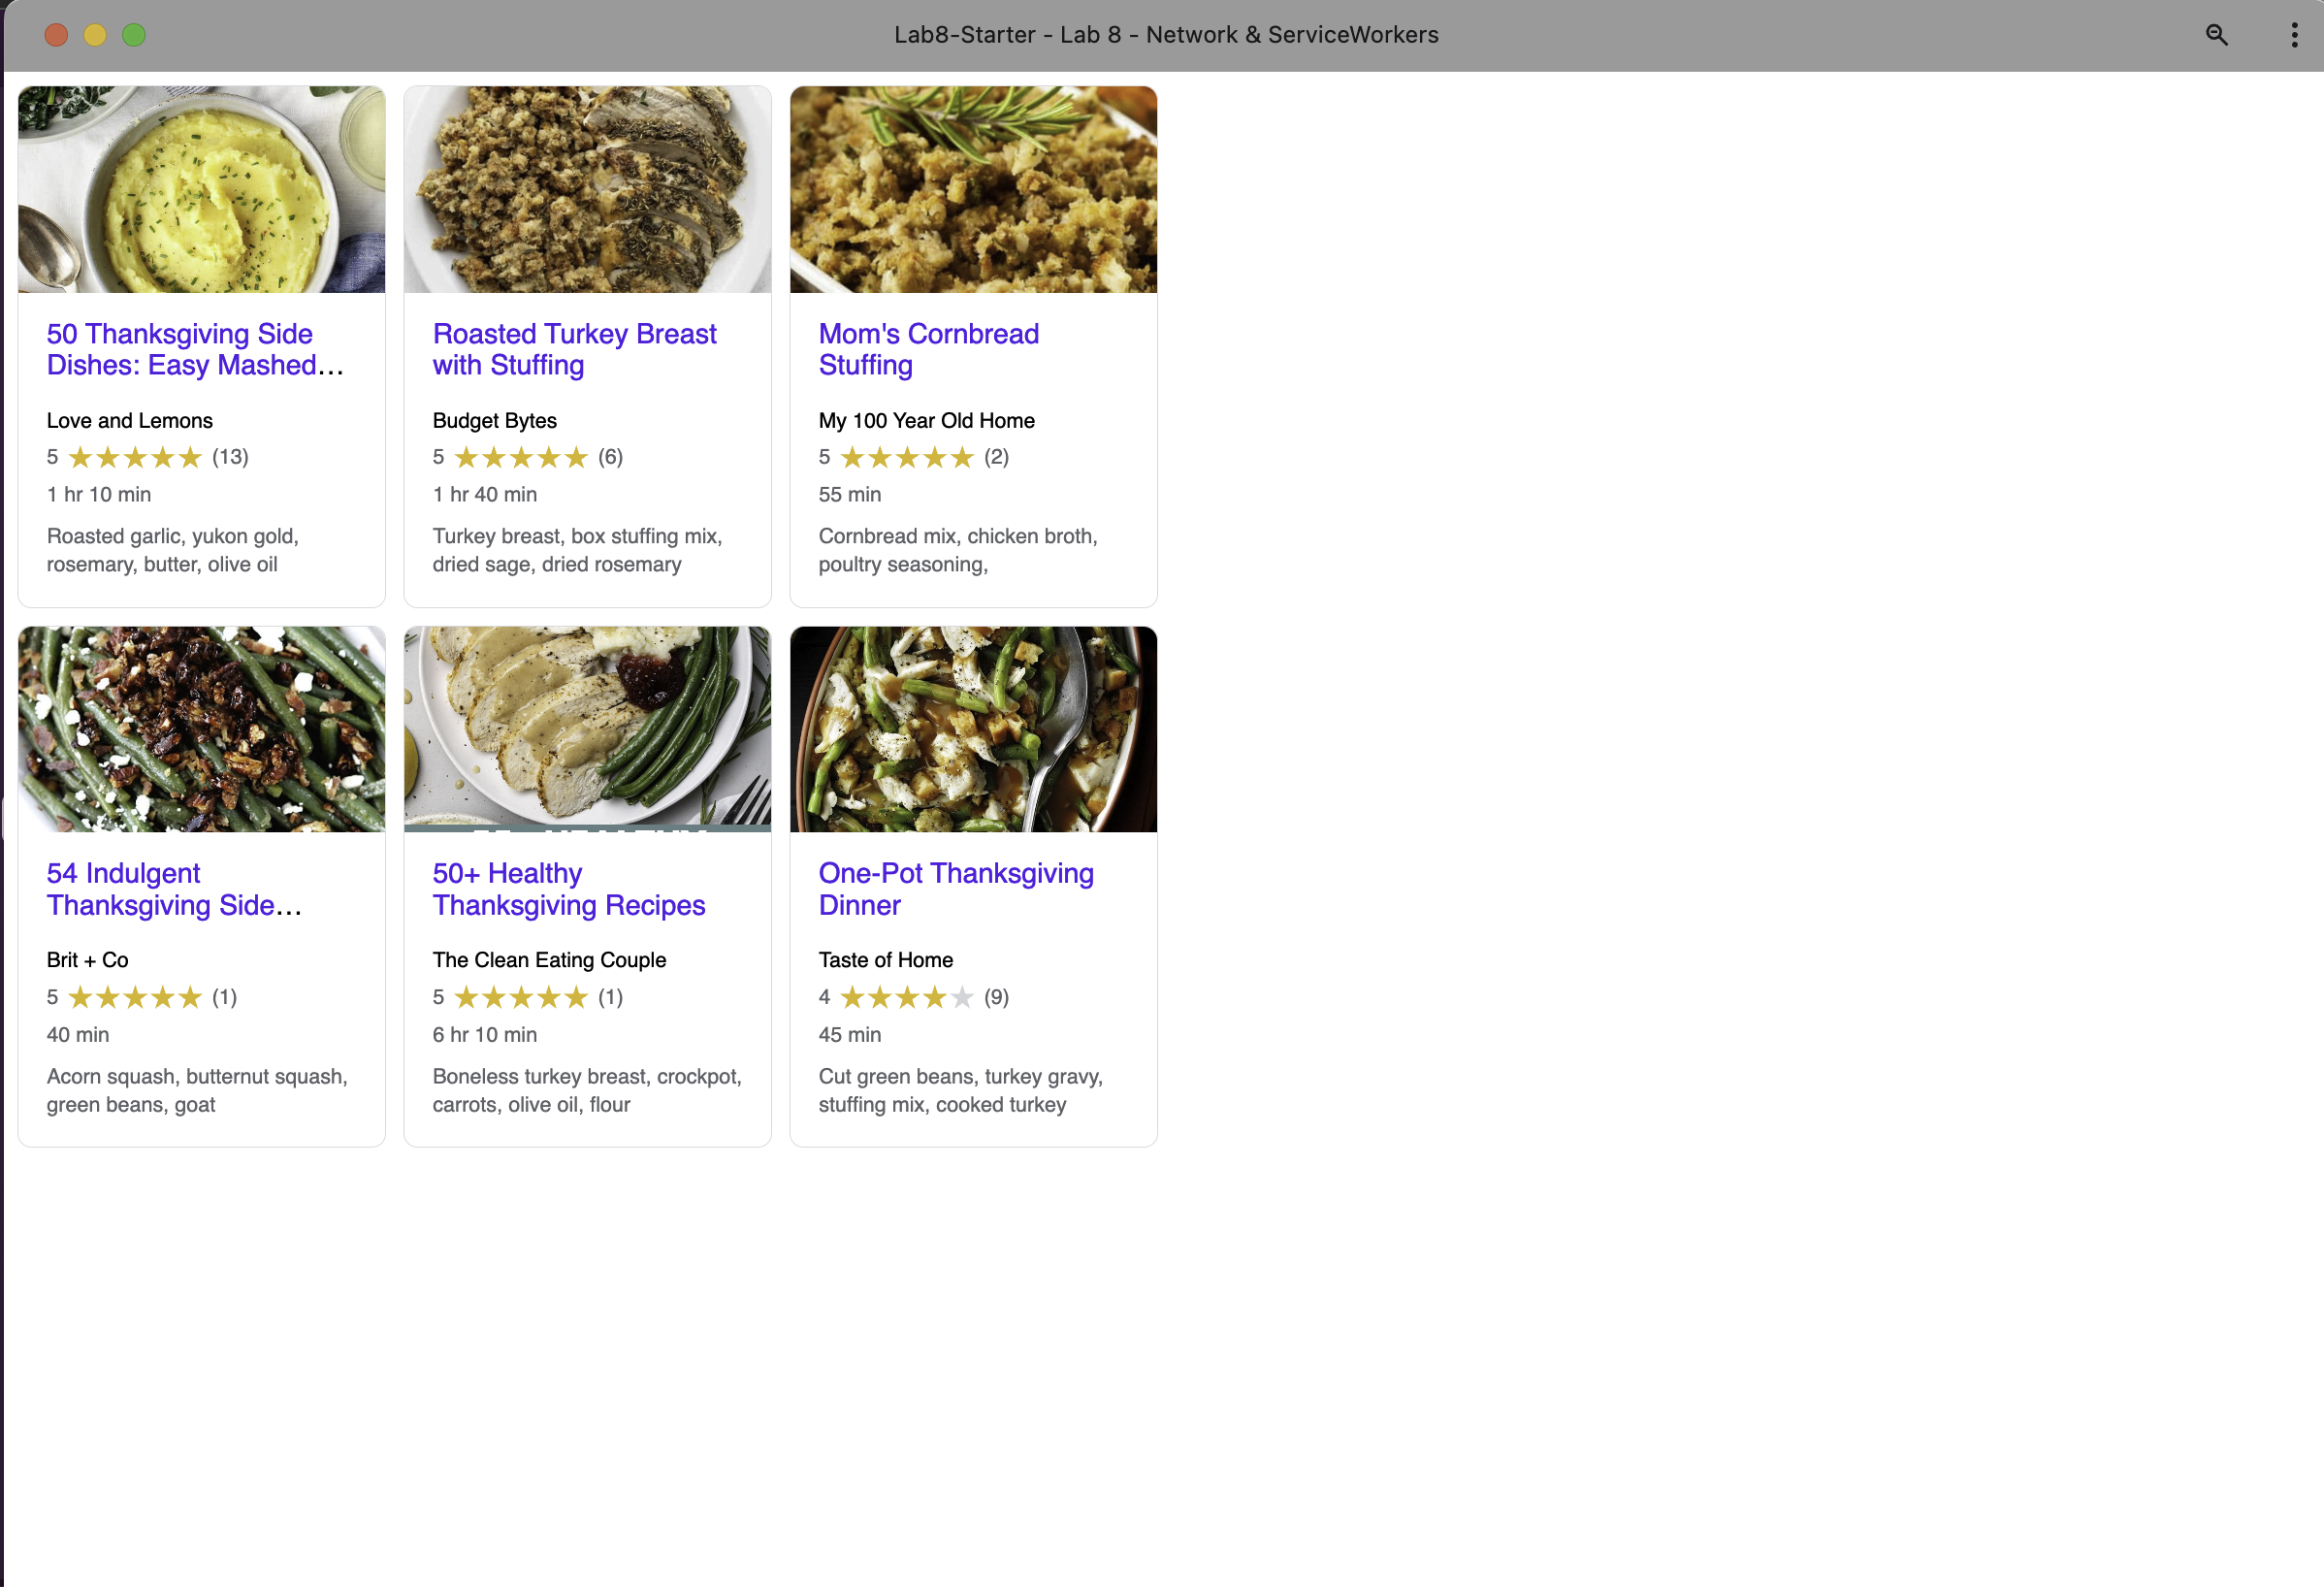 Lab8-Starter - Lab 8 - Network & ServiceWorkers
50 Thanksgiving Side
Dishes: Easy Mashed…
Love and Lemons
5 ★★★★★ (13)
1 hr 10 min
Roasted garlic, yukon gold,
rosemary, butter, olive oil
Roasted Turkey Breast
with Stuffing
Budget Bytes
5 ★★★★★ (6)
1 hr 40 min
Turkey breast, box stuffing mix,
dried sage, dried rosemary
Mom's Cornbread
Stuffing
My 100 Year Old Home
5 ★★★★★ (2)
55 min
Cornbread mix, chicken broth,
poultry seasoning,
54 Indulgent
Thanksgiving Side…
Brit + Co
5 ★★★★★ (1)
40 min
Acorn squash, butternut squash,
green beans, goat
50+ Healthy
Thanksgiving Recipes
The Clean Eating Couple
5 ★★★★★ (1)
6 hr 10 min
Boneless turkey breast, crockpot,
carrots, olive oil, flour
One-Pot Thanksgiving
Dinner
Taste of Home
4 ★★★★★ (9)
45 min
Cut green beans, turkey gravy,
stuffing mix, cooked turkey